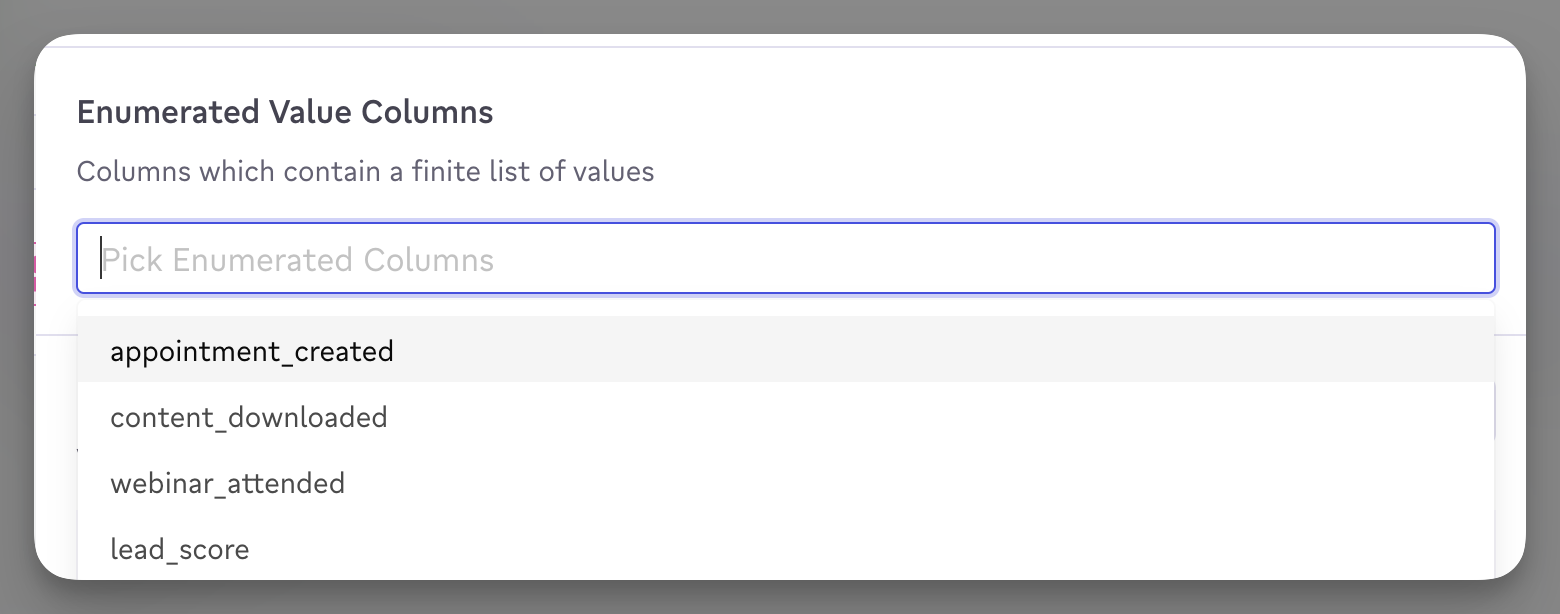 Enumerated Value Columns
Columns which contain a finite list of values
Pick Enumerated Columns
appointment_created
content_downloaded
webinar_attended
lead_score